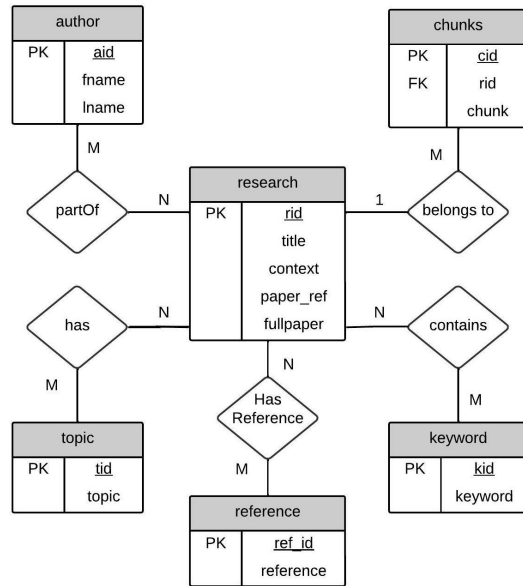 author
PK aid
fname
lname
chunks
PK cid
FK rid
chunk
M
M
partOf
N
research
PK rid
title
context
paper_ref
fullpaper
1
belongs to
has
N
N
contains
M
N
M
Has
Reference
topic
PK tid
topic
M
keyword
PK kid
keyword
reference
PK ref_id
reference